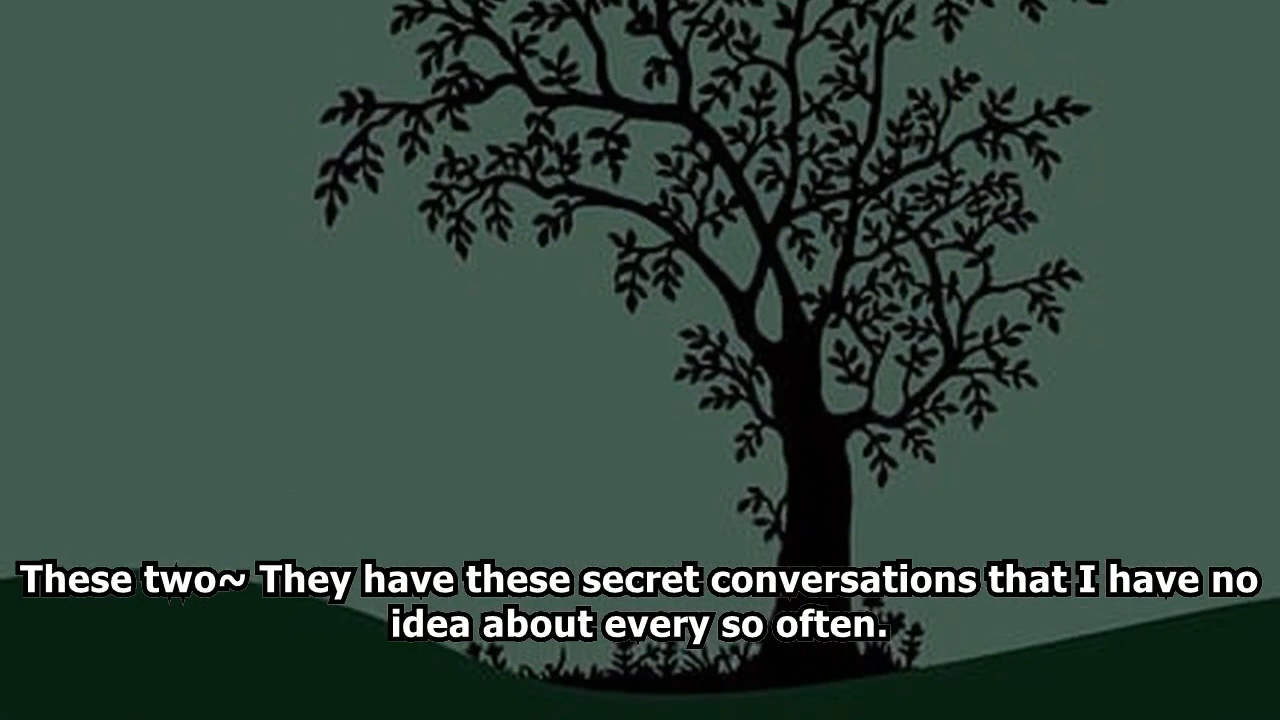 These two~ They have these secret conversations that I have no
idea about every so often.